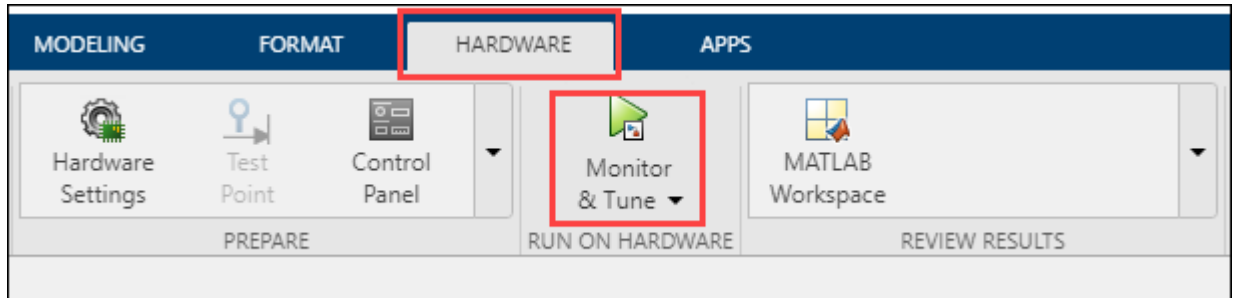 MODELING FORMAT HARDWARE APPS
Hardware
Settings
Test
Point
Control
Panel
Monitor
& Tune
MATLAB
Workspace
PREPARE RUN ON HARDWARE REVIEW RESULTS